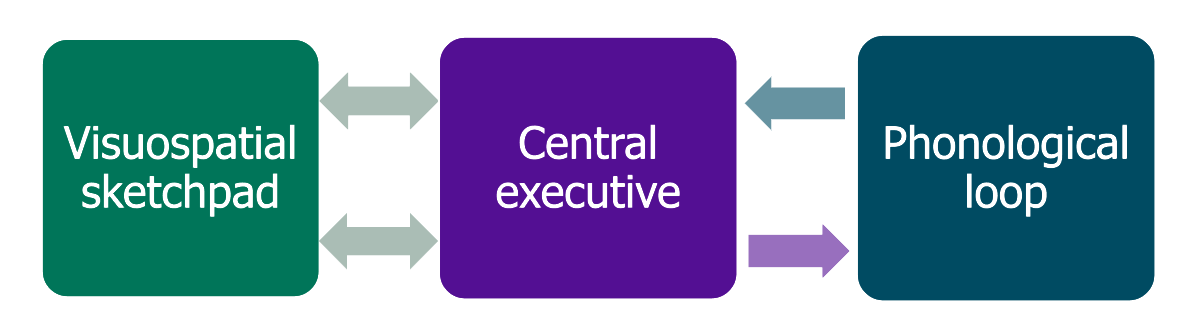 Visuospatial
sketchpad
Central
executive
Phonological
loop